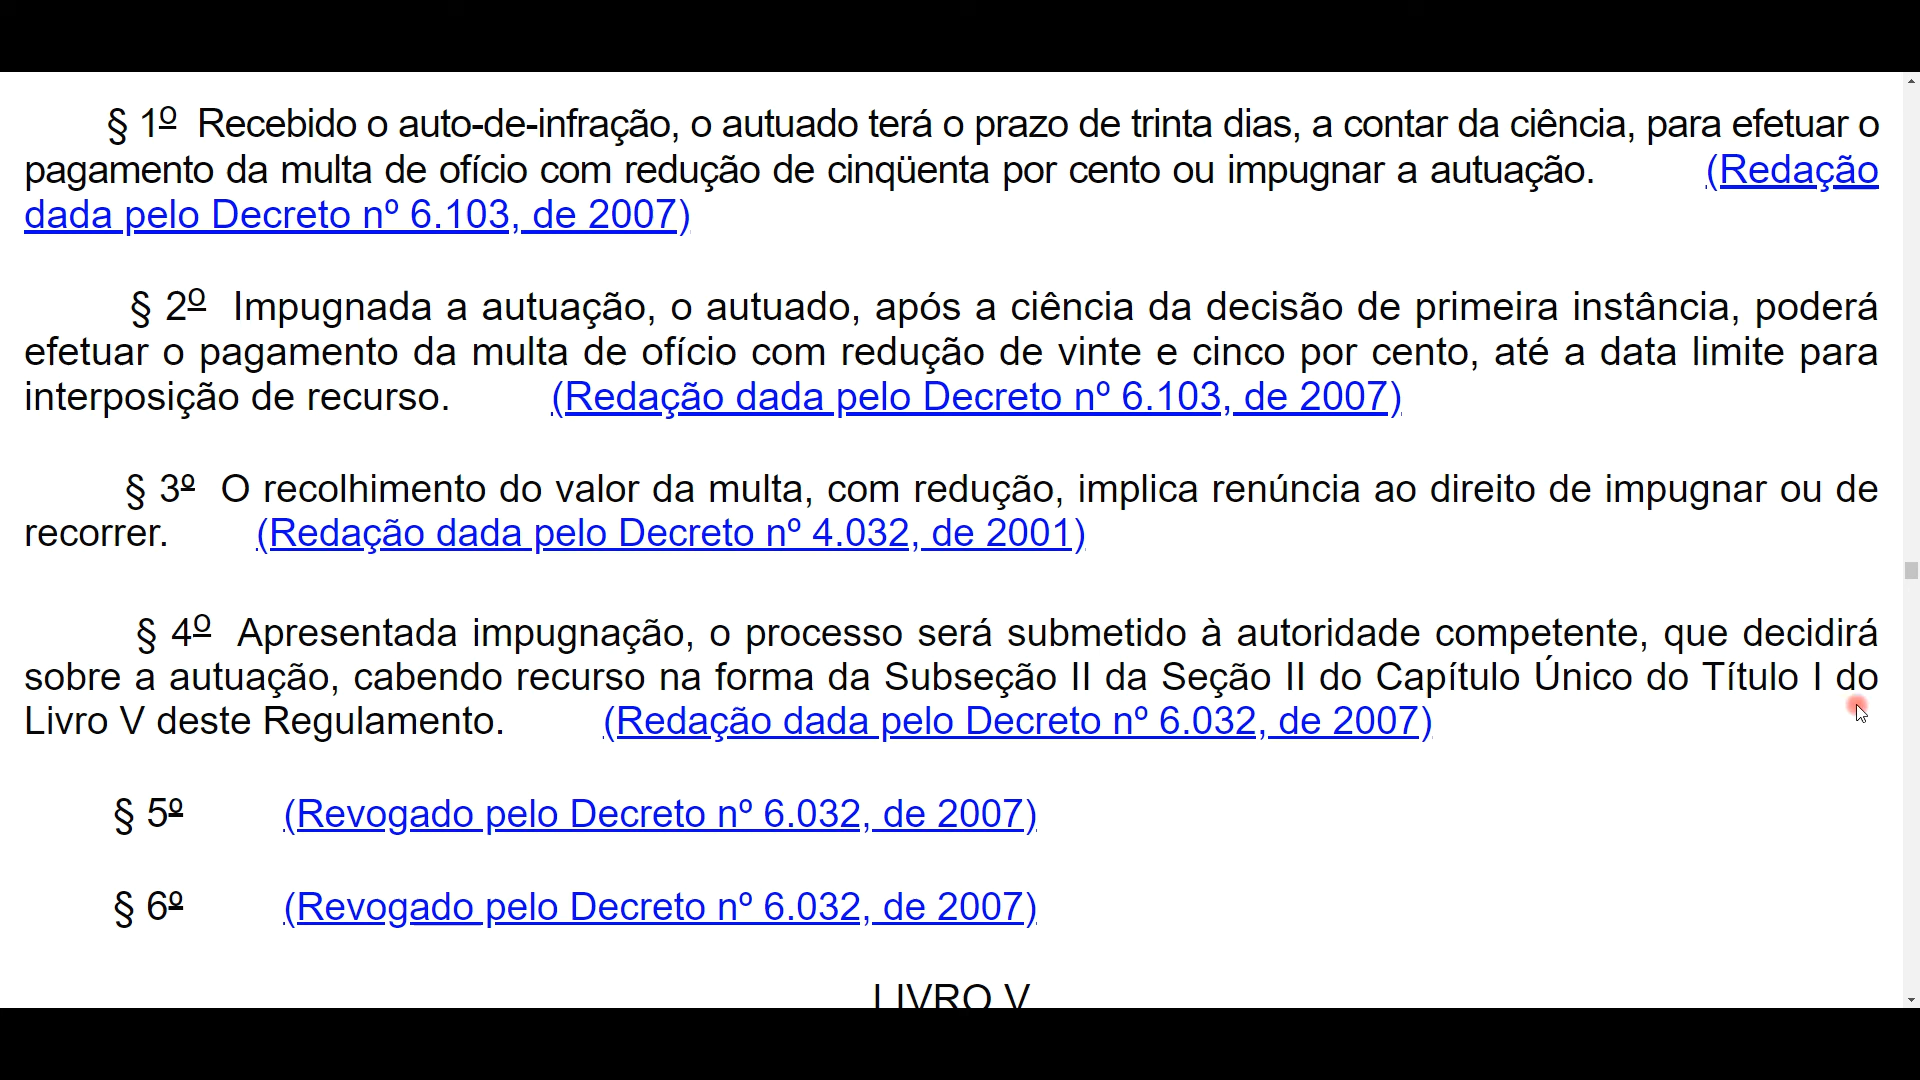 § 1º Recebido o auto-de-infração, o autuado terá o prazo de trinta dias, a contar da ciência, para efetuar o
pagamento da multa de ofício com redução de cinqüenta por cento ou impugnar a autuação. (Redação
dada pelo Decreto nº 6.103, de 2007)
§ 2º Impugnada a autuação, o autuado, após a ciência da decisão de primeira instância, poderá
efetuar o pagamento da multa de ofício com redução de vinte e cinco por cento, até a data limite para
interposição de recurso. (Redação dada pelo Decreto nº 6.103, de 2007)
§ 3º O recolhimento do valor da multa, com redução, implica renúncia ao direito de impugnar ou de
recorrer. (Redação dada pelo Decreto nº 4.032, de 2001)
§ 4º Apresentada impugnação, o processo será submetido à autoridade competente, que decidirá
sobre a autuação, cabendo recurso na forma da Subseção II da Seção II do Capítulo Único do Título I do
Livro V deste Regulamento. (Redação dada pelo Decreto nº 6.032, de 2007)
§ 5º (Revogado pelo Decreto nº 6.032, de 2007)
§ 6º (Revogado pelo Decreto nº 6.032, de 2007)
LIVRO V